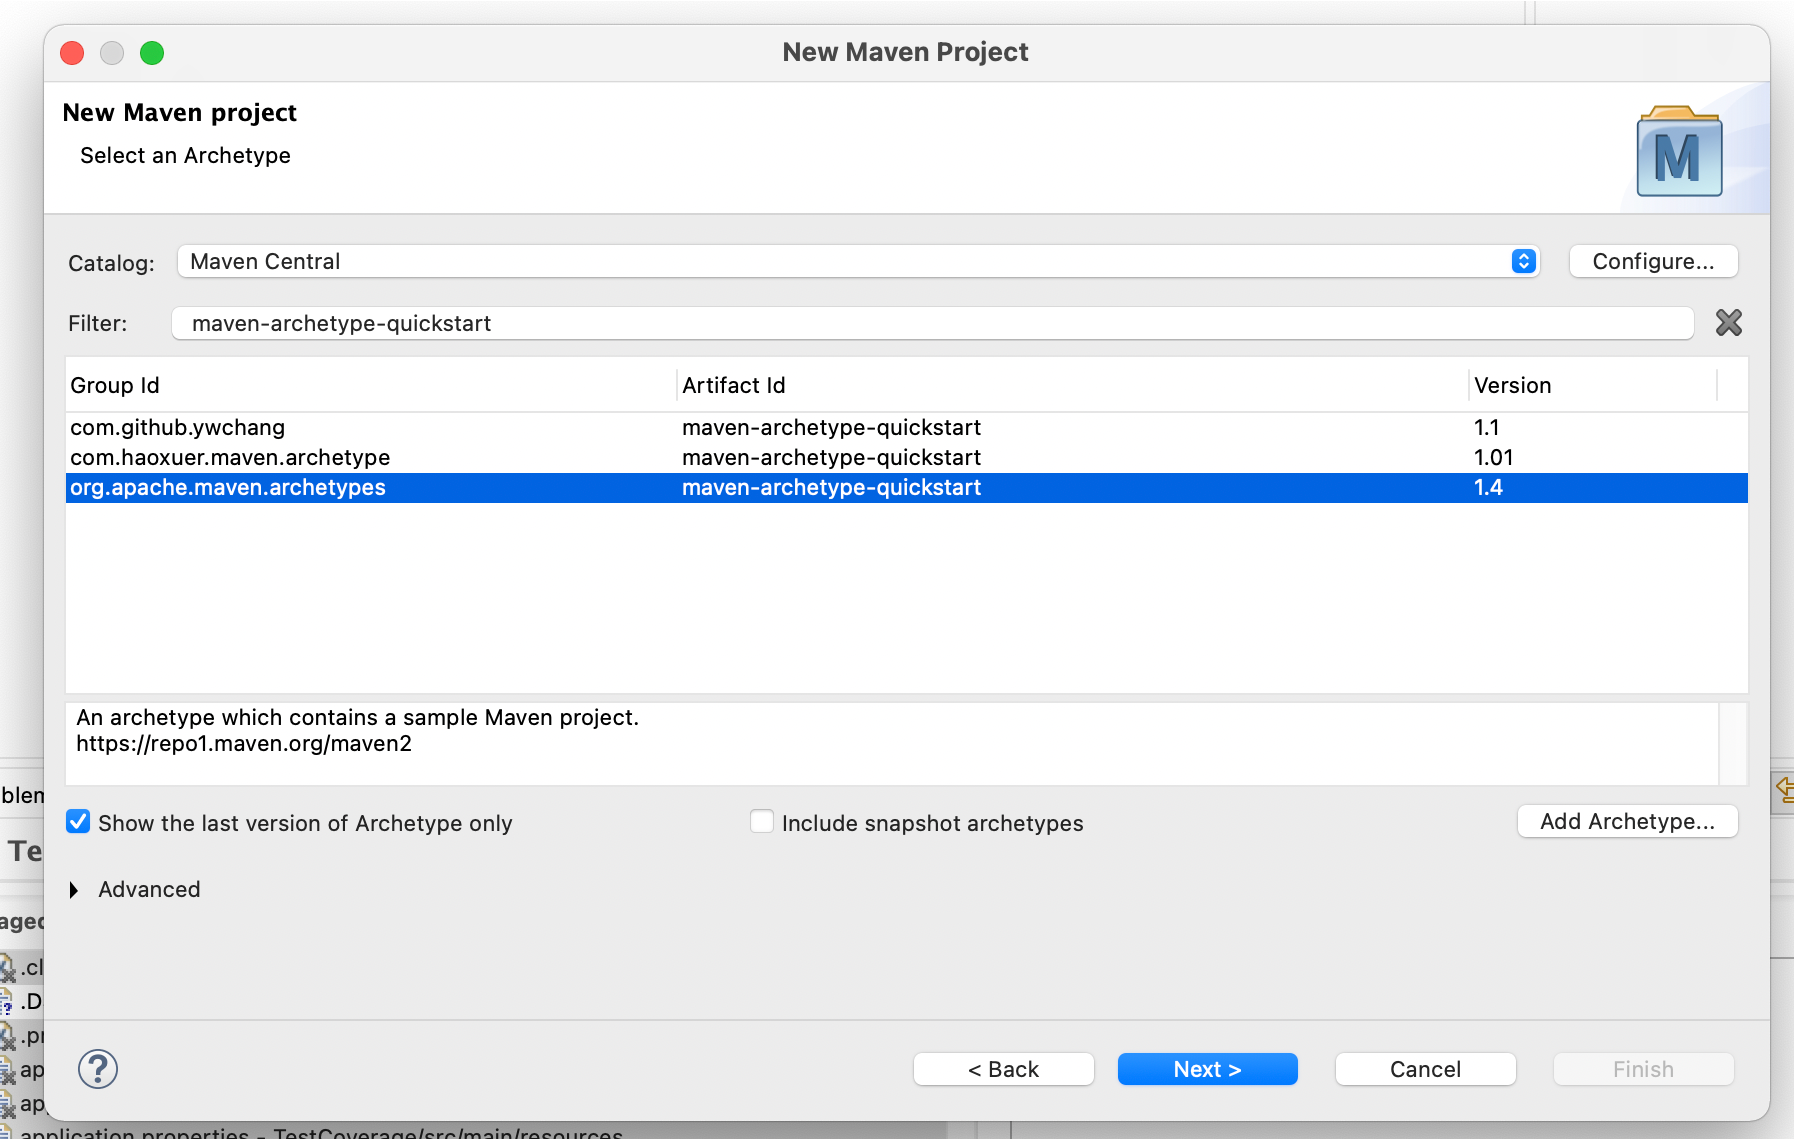 New Maven Project
New Maven project
Select an Archetype
M
Catalog: Maven Central Configure...
Filter: maven-archetype-quickstart
Group Id Artifact Id Version
com.github.ywchang maven-archetype-quickstart 1.1
com.haoxuer.maven.archetype maven-archetype-quickstart 1.01
org.apache.maven.archetypes maven-archetype-quickstart 1.4
An archetype which contains a sample Maven project.
https://repo1.maven.org/maven2
blem
Show the last version of Archetype only Include snapshot archetypes Add Archetype...
Te
Advanced
aged
.cl
.D
.pr
? < Back Next > Cancel Finish
ap
ap
application.properties - TestCoverage/src/main/resources